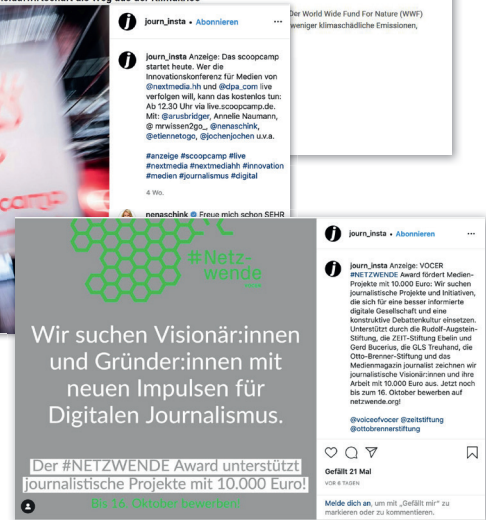 Der World Wide Fund For Nature (WWF)
weniger klimaschädliche Emissionen,
scoopcamp
journ_insta • Abonnieren
journ_insta Anzeige: Das scoopcamp
startet heute. Wer die
Innovationskonferenz für Medien von
@nextmedia.hh und @dpa_com live
verfolgen will, kann das kostenlos tun:
Ab 12.30 Uhr via live.scoopcamp.de.
Mit: @arusbridger, Annelie Naumann,
@ mrwissen2go_, @nenaschink,
@etiennetogo, @jochenjochen u.v.a.
#anzeige #scoopcamp #live
#nextmedia #nextmediahh #innovation
#medien #journalismus #digital
4 Wo.
nenaschink Freue mich schon SEHR
#Netz-
wende
Wir suchen Visionär:innen
und Gründer:innen mit
neuen Impulsen für
Digitalen Journalismus.
Der #NETZWENDE Award unterstützt
journalistische Projekte mit 10.000 Euro!
Bis 16. Oktober bewerben!
journ_insta • Abonnieren
journ_insta Anzeige: VOCER
#NETZWENDE Award fördert Medien-
Projekte mit 10.000 Euro: Wir suchen
journalistische Projekte und Initiativen,
die sich für eine besser informierte
digitale Gesellschaft und eine
konstruktive Debattenkultur einsetzen.
Unterstützt durch die Rudolf-Augstein-
Stiftung, die ZEIT-Stiftung Ebelin und
Gerd Bucerius, die GLS Treuhand, die
Otto-Brenner-Stiftung und das
Medienmagazin journalist zeichnen wir
journalistische Visionär:innen und ihre
Arbeit mit 10.000 Euro aus. Jetzt noch
bis zum 16. Oktober bewerben auf
netzwende.org!
@voiceofvocer @zeitstiftung
@ottobrennerstiftung
Gefällt 21 Mal
VOR 6 TAGEN
Melde dich an, um mit „Gefällt mir“ zu
markieren oder zu kommentieren.